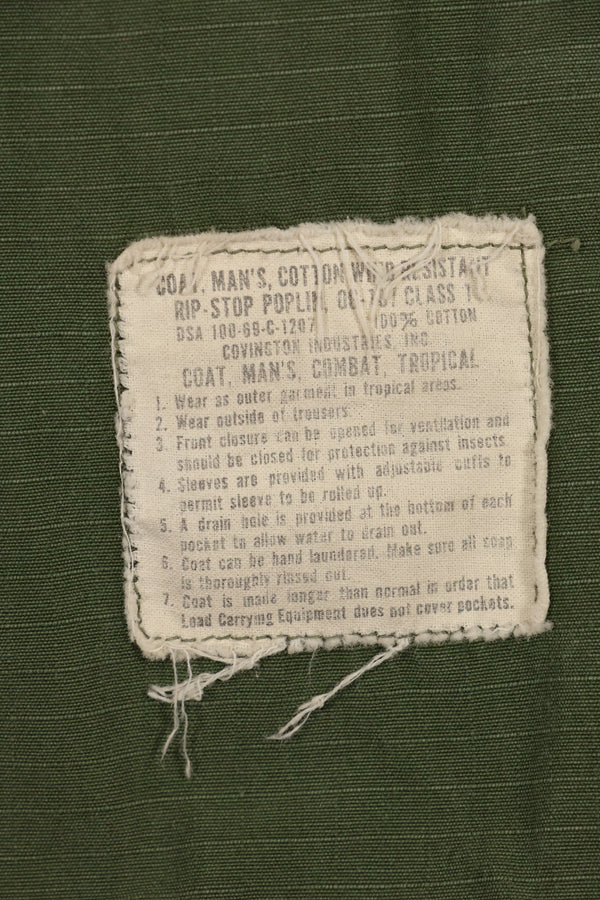 COAT, MAN'S, COTTON WIND RESISTANT
RIP-STOP POPLIN, CLASS 1
DSA 100-69-C-1207 100% COTTON
COVINGTON INDUSTRIES, INC.
COAT, MAN'S, COMBAT, TROPICAL
1. Wear as outer garment in tropical areas.
2. Wear outside of trousers.
3. Front closure can be opened for ventilation and
should be closed for protection against insects
4. Sleeves are provided with adjustable cuffs to
permit sleeve to be rolled up.
5. A drain hole is provided at the bottom of each
pocket to allow water to drain out.
6. Coat can be hand laundered. Make sure all soap
is thoroughly rinsed out.
7. Coat is made longer than normal in order that
Load Carrying Equipment does not cover pockets.